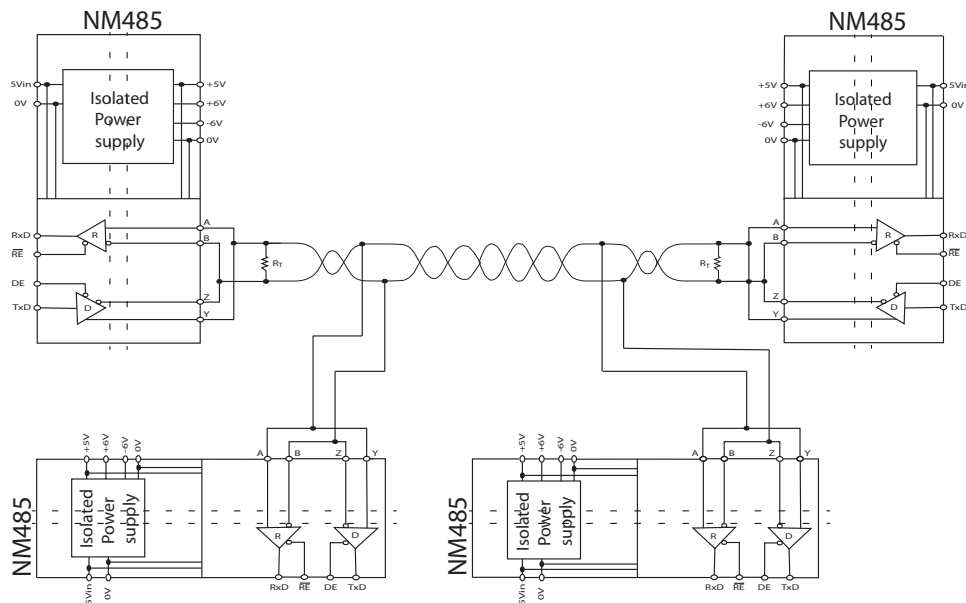 NM485
5Vin
0V
Isolated
Power
supply
+5V
+6V
-6V
0V
RxD
RE
DE
TxD
R
D
A
B
Z
Y
RT
NM485
+5V
+6V
-6V
0V
Isolated
Power
supply
5Vin
0V
A
B
Z
Y
R
D
RxD
RE
DE
TxD
RT
NM485
+5V
+6V
-6V
0V
Isolated
Power
supply
5Vin
0V
A
B
Z
Y
R
D
RxD
RE
DE
TxD
NM485
+5V
+6V
-6V
0V
Isolated
Power
supply
5Vin
0V
A
B
Z
Y
R
D
RxD
RE
DE
TxD